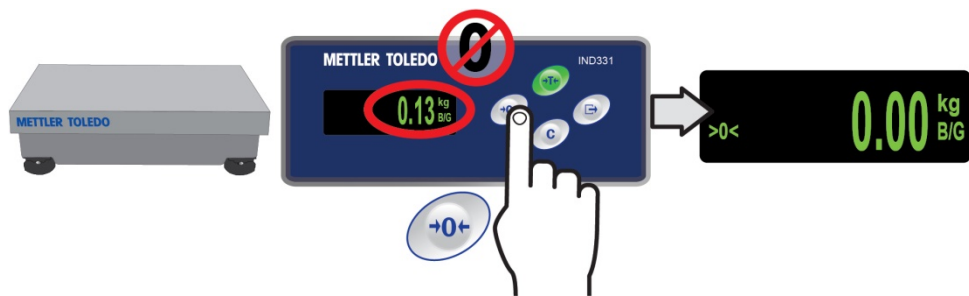 METTLER TOLEDO
METTLER TOLEDO
0
IND331
0.13 kg
B/G
→T←
→0←
C
→0←
>0<
0.00 kg
B/G